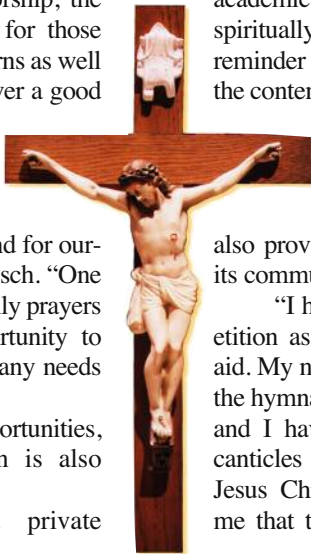 orship, the
for those
rns as well
ver a good
nd for our-
sch. “One
ly prayers
rtunity to
any needs
ortunities,
n is also
private
academic
spiritually
reminder
the conten
also prov
its commu
“I h
etition as
aid. My n
the hymna
and I hav
canticles
Jesus Ch
me that t